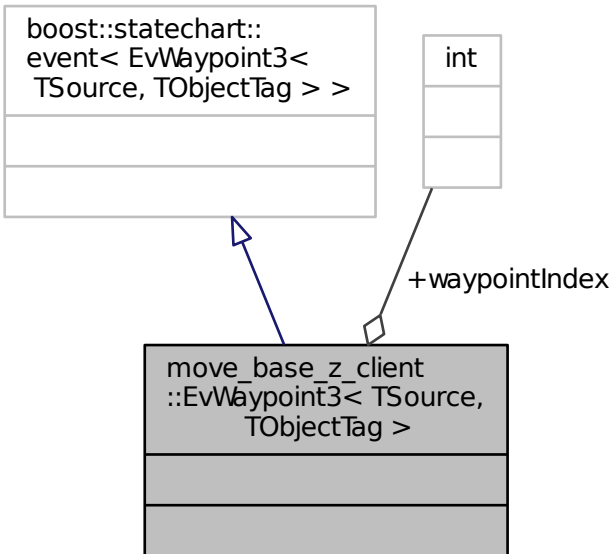 boost::statechart::
event< EvWaypoint3<
TSource, TObjectTag > >
int
+waypointIndex
move_base_z_client
::EvWaypoint3< TSource,
TObjectTag >